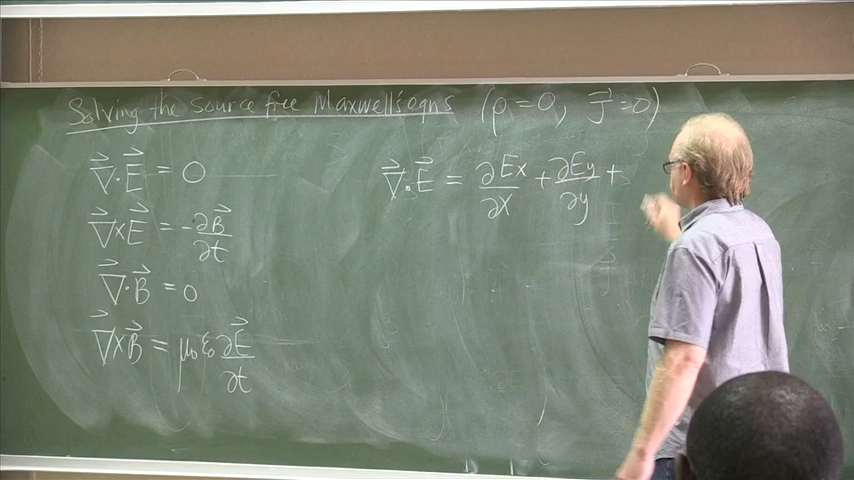 Solving the Source free Maxwell's eqns (ρ=0, J⃗=0)
∇⃗·E⃗ = 0
∇⃗×E⃗ = -∂B⃗/∂t
∇⃗·B⃗ = 0
∇⃗×B⃗ = μ₀ε₀ ∂E⃗/∂t
∇⃗·E⃗ = ∂Ex/∂x + ∂Ey/∂y +